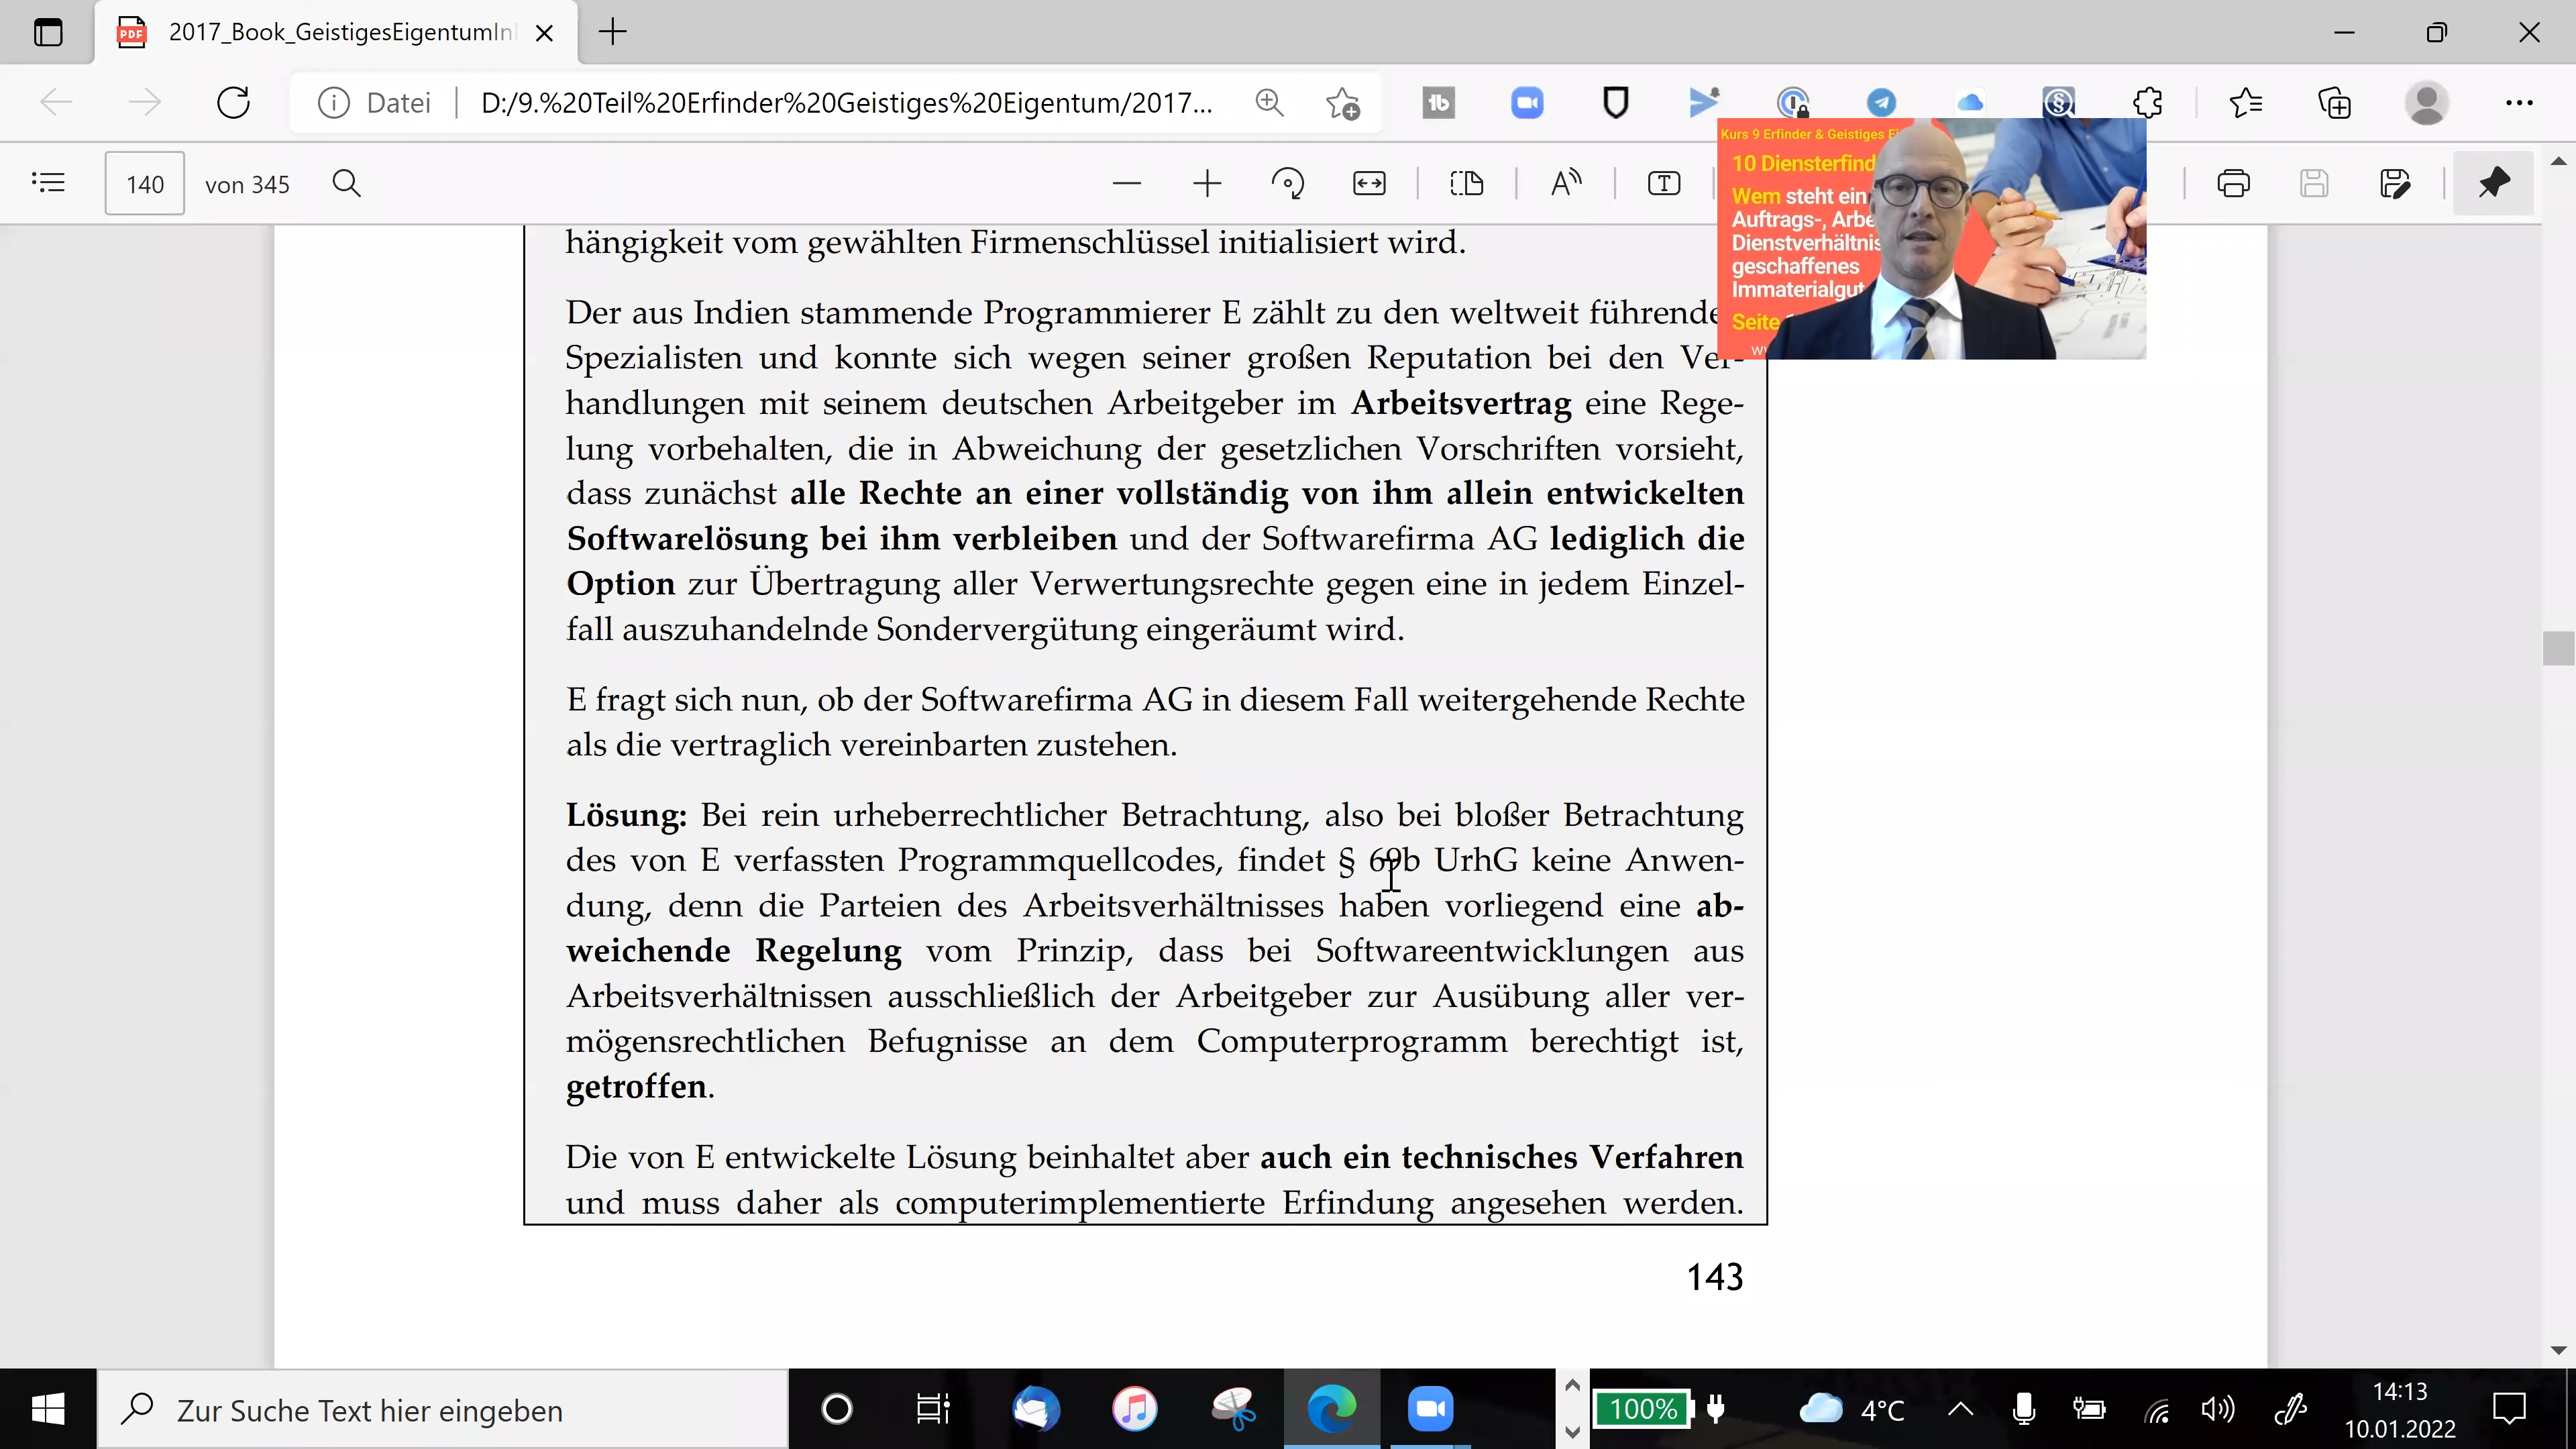 2017_Book_GeistigesEigentumIn
Datei
D:/9.%20Teil%20Erfinder%20Geistiges%20Eigentum/2017...
140
von 345
Kurs 9 Erfinder & Geistiges
10 Diensterfind
Wem steht ein
Auftrags-, Arbe
Dienstverhältnis
geschaffenes
Immaterialgut
Seite
hängigkeit vom gewählten Firmenschlüssel initialisiert wird.
Der aus Indien stammende Programmierer E zählt zu den weltweit führende
Spezialisten und konnte sich wegen seiner großen Reputation bei den Ver-
handlungen mit seinem deutschen Arbeitgeber im Arbeitsvertrag eine Rege-
lung vorbehalten, die in Abweichung der gesetzlichen Vorschriften vorsieht,
dass zunächst alle Rechte an einer vollständig von ihm allein entwickelten
Softwarelösung bei ihm verbleiben und der Softwarefirma AG lediglich die
Option zur Übertragung aller Verwertungsrechte gegen eine in jedem Einzel-
fall auszuhandelnde Sondervergütung eingeräumt wird.
E fragt sich nun, ob der Softwarefirma AG in diesem Fall weitergehende Rechte
als die vertraglich vereinbarten zustehen.
Lösung: Bei rein urheberrechtlicher Betrachtung, also bei bloßer Betrachtung
des von E verfassten Programmquellcodes, findet § 69b UrhG keine Anwen-
dung, denn die Parteien des Arbeitsverhältnisses haben vorliegend eine ab-
weichende Regelung vom Prinzip, dass bei Softwareentwicklungen aus
Arbeitsverhältnissen ausschließlich der Arbeitgeber zur Ausübung aller ver-
mögensrechtlichen Befugnisse an dem Computerprogramm berechtigt ist,
getroffen.
Die von E entwickelte Lösung beinhaltet aber auch ein technisches Verfahren
und muss daher als computerimplementierte Erfindung angesehen werden.
143
Zur Suche Text hier eingeben
100%
4°C
14:13
10.01.2022